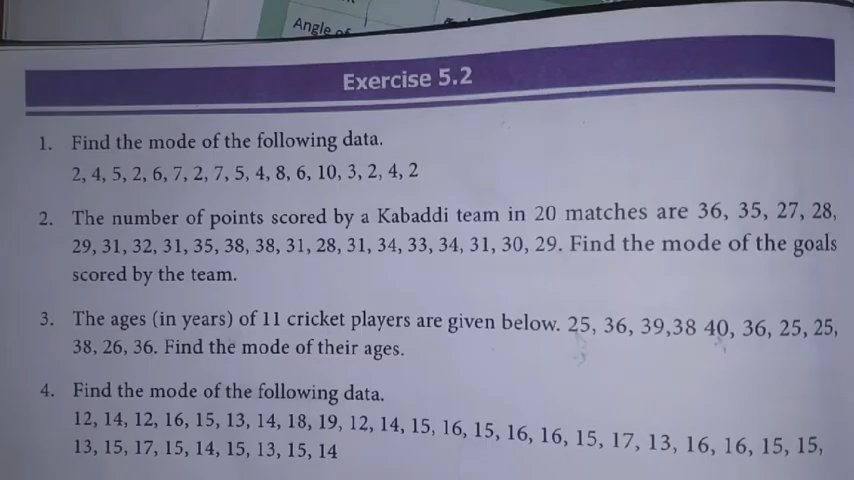 Angle of
Exercise 5.2
1. Find the mode of the following data.
2, 4, 5, 2, 6, 7, 2, 7, 5, 4, 8, 6, 10, 3, 2, 4, 2
2. The number of points scored by a Kabaddi team in 20 matches are 36, 35, 27, 28,
29, 31, 32, 31, 35, 38, 38, 31, 28, 31, 34, 33, 34, 31, 30, 29. Find the mode of the goals
scored by the team.
3. The ages (in years) of 11 cricket players are given below. 25, 36, 39,38 40, 36, 25, 25,
38, 26, 36. Find the mode of their ages.
4. Find the mode of the following data.
12, 14, 12, 16, 15, 13, 14, 18, 19, 12, 14, 15, 16, 15, 16, 16, 15, 17, 13, 16, 16, 15, 15,
13, 15, 17, 15, 14, 15, 13, 15, 14